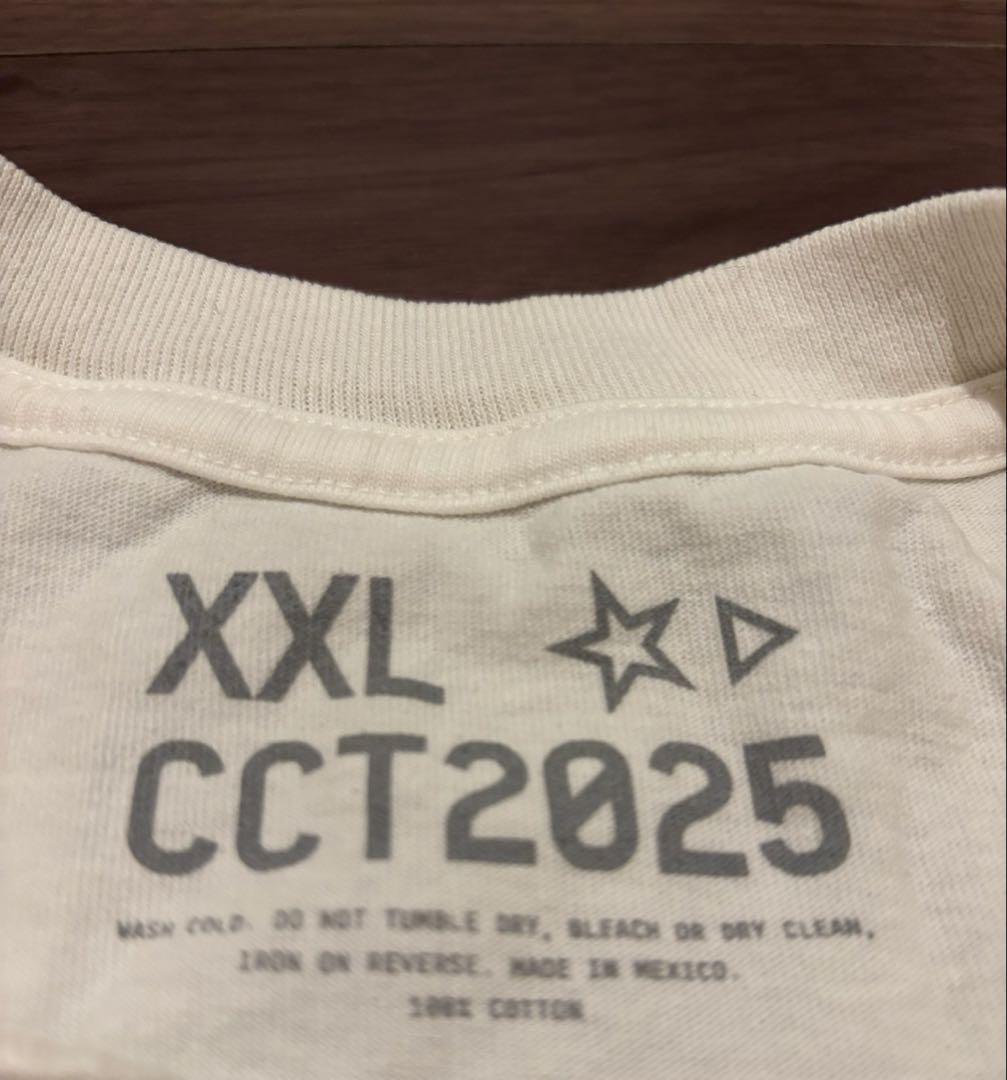 XXL
CCT2025
WASH COLD. DO NOT TUMBLE DRY, BLEACH OR DRY CLEAN,
IRON ON REVERSE. MADE IN MEXICO.
100% COTTON